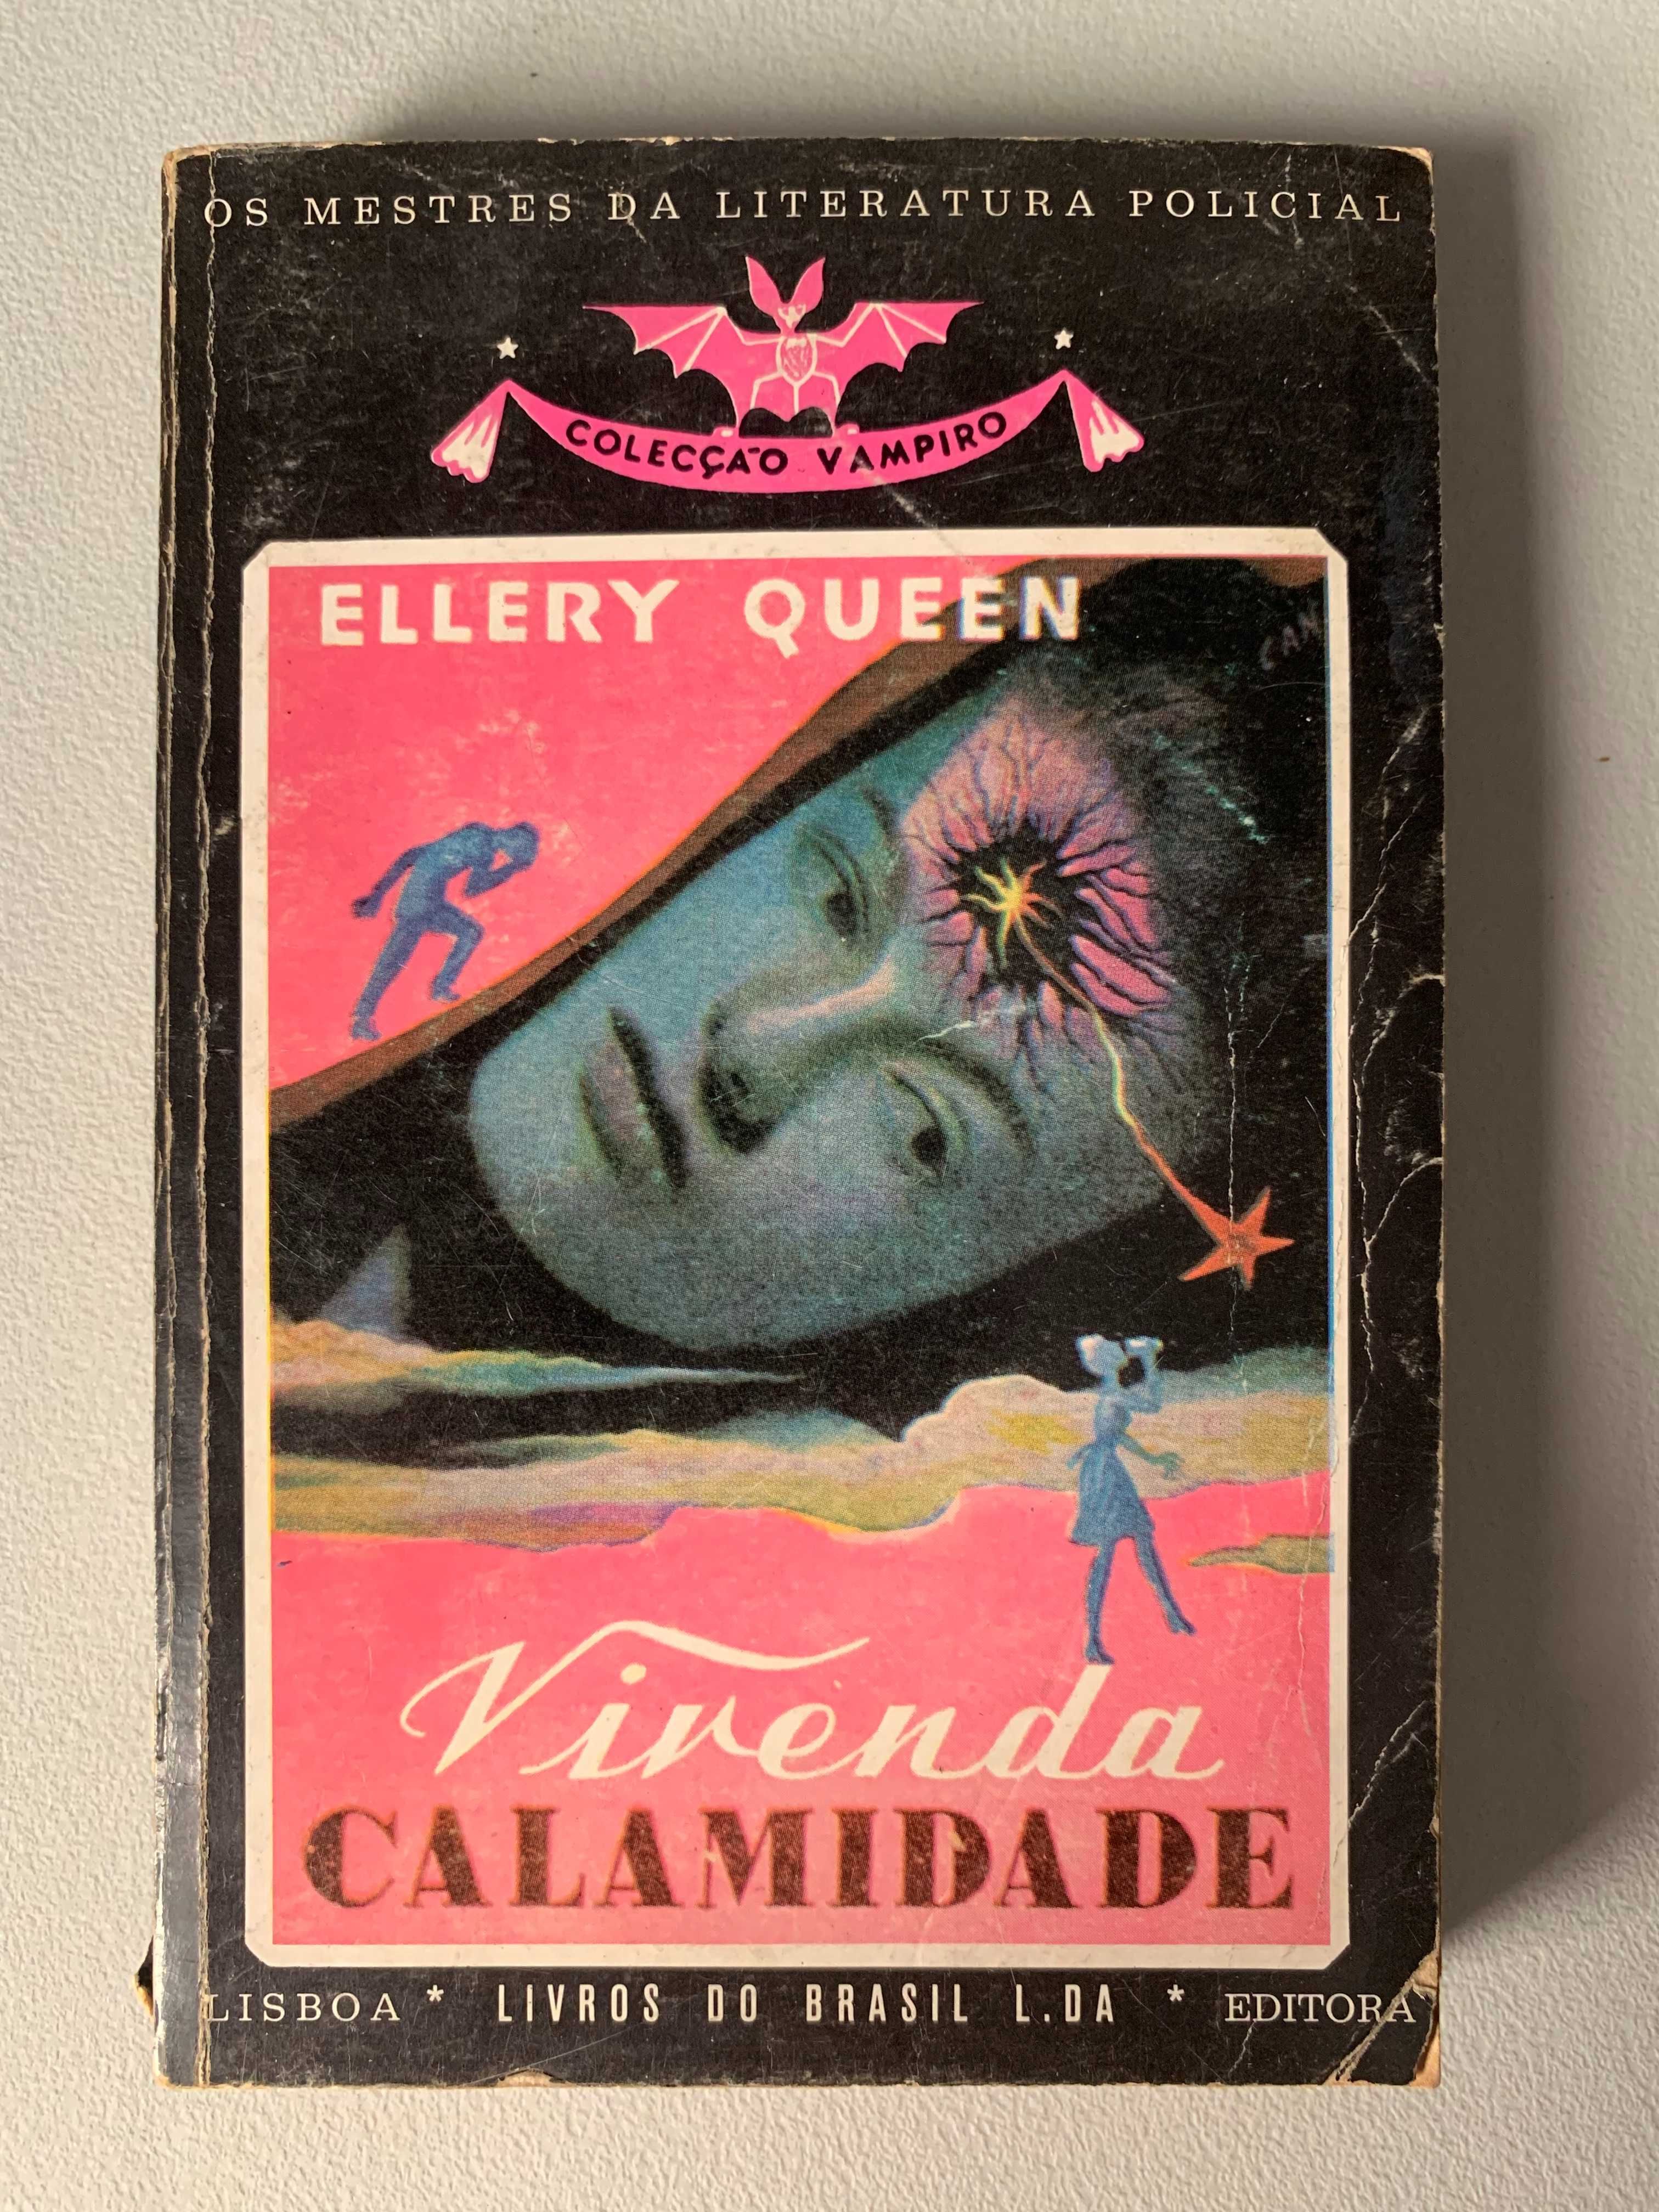 OS MESTRES DA LITERATURA POLICIAL
COLECÇÃO VAMPIRO
ELLERY QUEEN
Vivenda
CALAMIDADE
LISBOA * LIVROS DO BRASIL L.DA * EDITORA